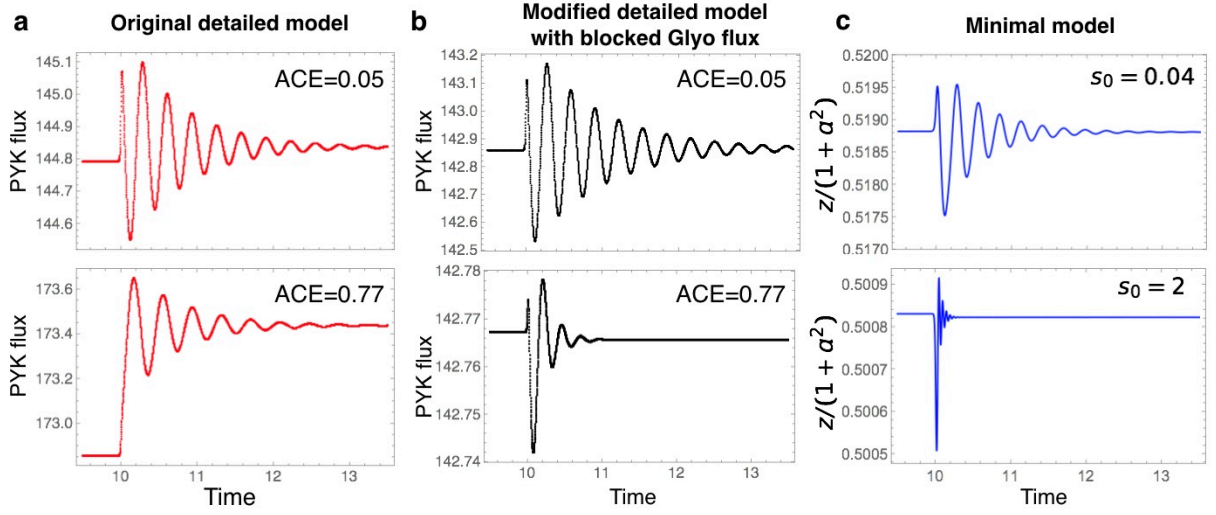 a
Original detailed model
ACE=0.05
PYK flux
145.1
145.0
144.9
144.8
144.7
144.6
ACE=0.77
PYK flux
173.6
173.4
173.2
173.0
10 11 12 13
Time
b
Modified detailed model
with blocked Glyo flux
ACE=0.05
PYK flux
143.2
143.1
143.0
142.9
142.8
142.7
142.6
142.5
ACE=0.77
PYK flux
142.78
142.77
142.76
142.75
142.74
10 11 12 13
Time
c
Minimal model
s₀ = 0.04
z/(1 + α²)
0.5200
0.5195
0.5190
0.5185
0.5180
0.5175
0.5170
s₀ = 2
z/(1 + α²)
0.5009
0.5008
0.5007
0.5006
0.5005
10 11 12 13
Time